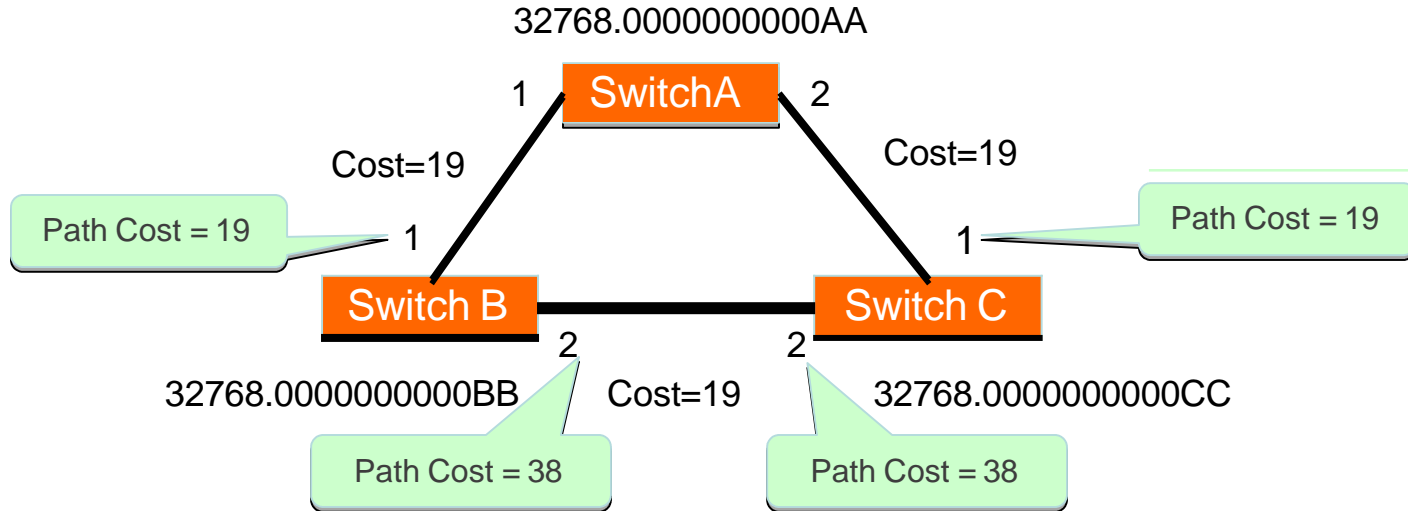 32768.0000000000AA
1
SwitchA
2
Cost=19
Cost=19
Path Cost = 19
1
1
Path Cost = 19
Switch B
Switch C
2
2
32768.0000000000BB
Cost=19
32768.0000000000CC
Path Cost = 38
Path Cost = 38